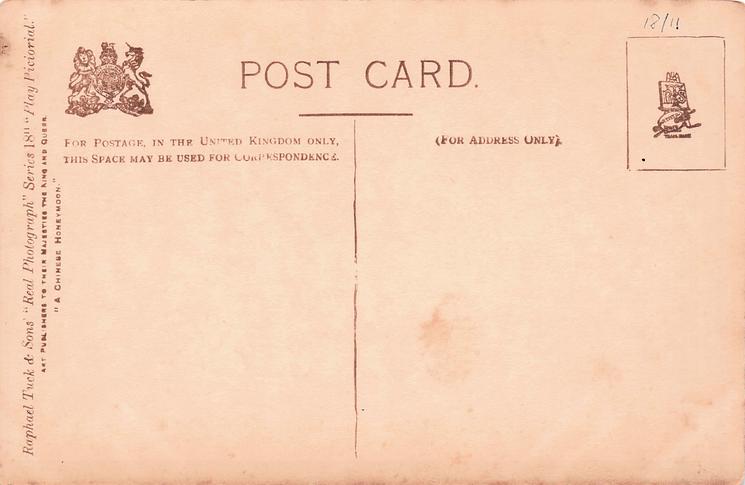 18/11
POST CARD.
FOR POSTAGE, IN THE UNITED KINGDOM ONLY,
THIS SPACE MAY BE USED FOR CORRESPONDENCE.
(FOR ADDRESS ONLY).
TRADE MARK
Raphael Tuck & Sons' "Real Photograph" Series 18" "Play Pictorial."
ART PUBLISHERS TO THEIR MAJESTIES THE KING AND QUEEN.
"A CHINESE HONEYMOON."